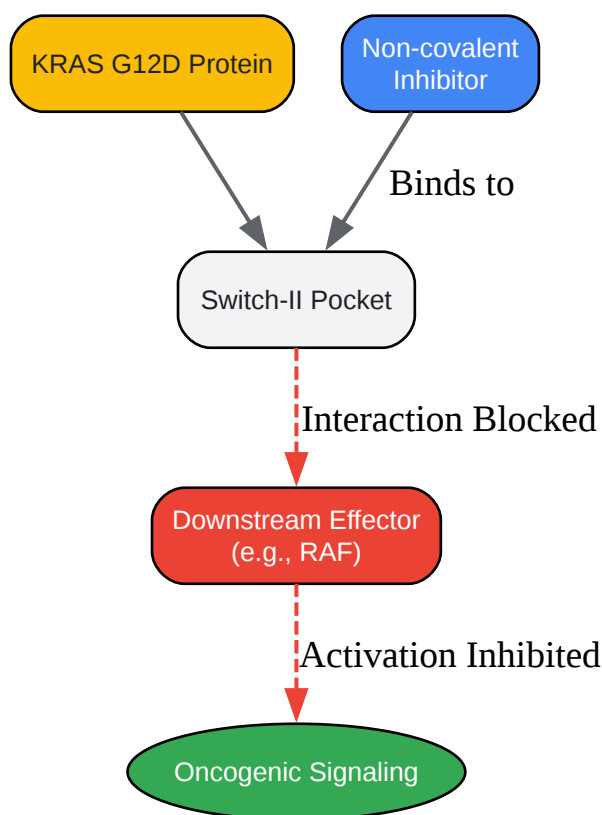 KRAS G12D Protein
Non-covalent
Inhibitor
Binds to
Switch-II Pocket
Interaction Blocked
Downstream Effector
(e.g., RAF)
Activation Inhibited
Oncogenic Signaling